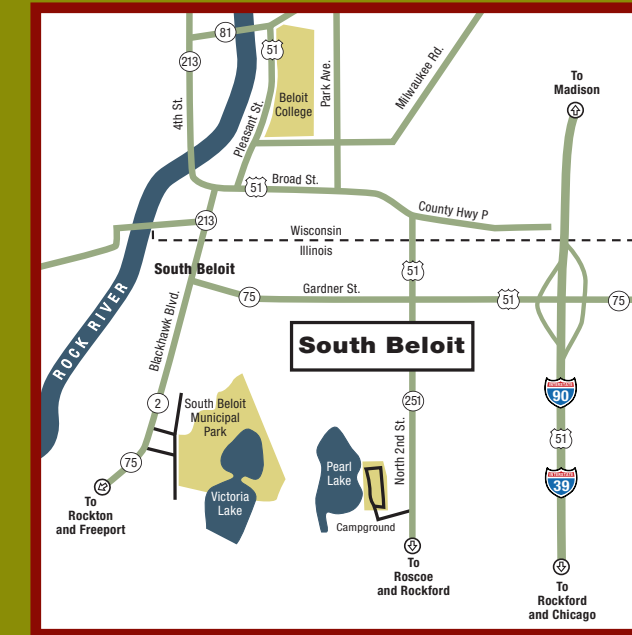 81
51
213
4th St.
Pleasant St.
Beloit
College
Park Ave.
Milwaukee Rd.
To
Madison
51
Broad St.
County Hwy P
213
Wisconsin
Illinois
South Beloit
51
75
Gardner St.
51
75
ROCK RIVER
Blackhawk Blvd.
South Beloit
INTERSTATE
90
2
South Beloit
Municipal
Park
251
North 2nd St.
51
75
Victoria
Lake
Pearl
Lake
INTERSTATE
39
To
Rockton
and Freeport
Campground
To
Roscoe
and Rockford
To
Rockford
and Chicago